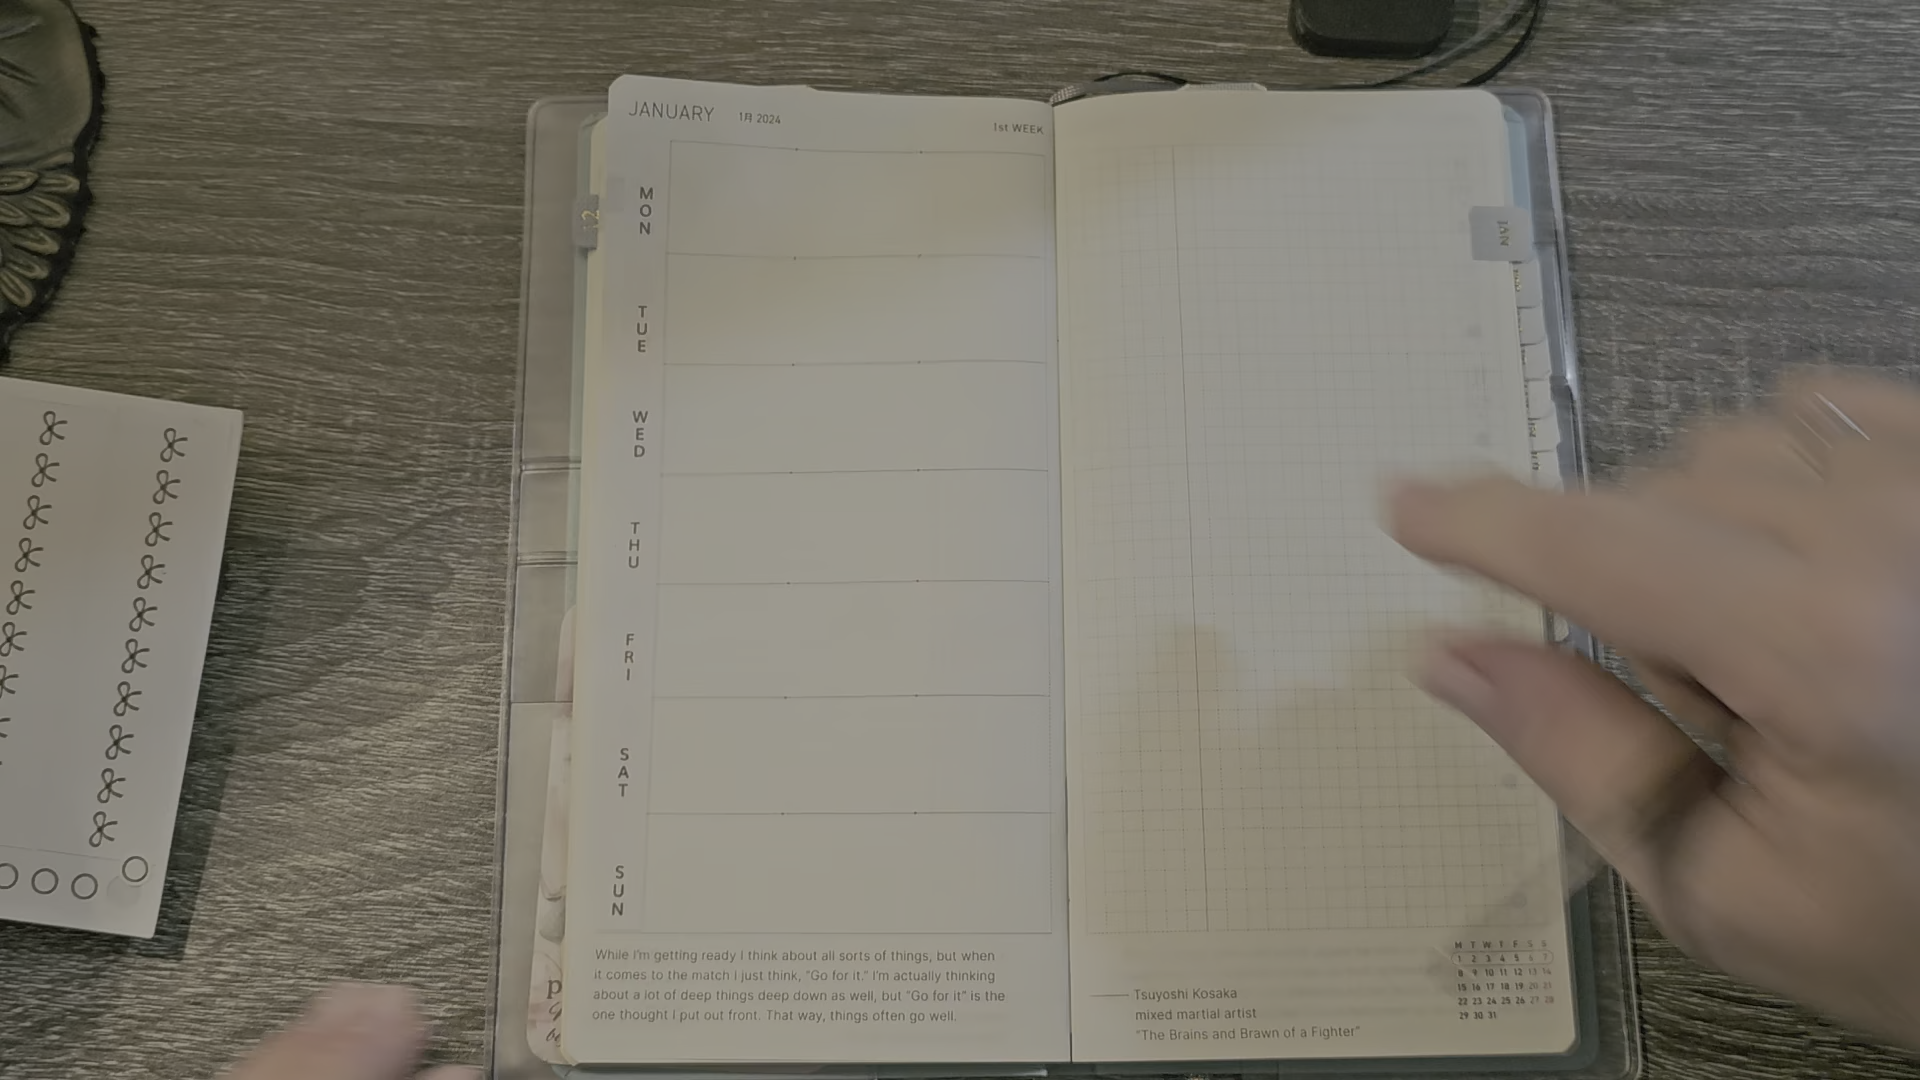 JANUARY 1月 2024
1st WEEK
MON
TUE
WED
THU
FRI
SAT
SUN
While I'm getting ready I think about all sorts of things, but when
it comes to the match I just think, "Go for it." I'm actually thinking
about a lot of deep things deep down as well, but "Go for it" is the
one thought I put out front. That way, things often go well.
12
JAN
Tsuyoshi Kosaka
mixed martial artist
"The Brains and Brawn of a Fighter"
M T W T F S S
1 2 3 4 5 6 7
8 9 10 11 12 13 14
15 16 17 18 19 20 21
22 23 24 25 26 27 28
29 30 31